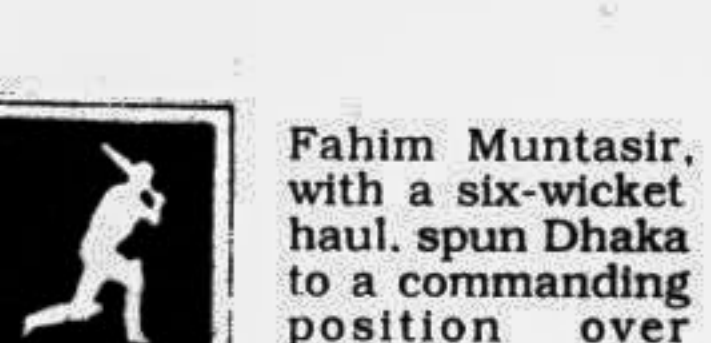 Fahim Muntasir,
with a six-wicket
haul, spun Dhaka
to a commanding
position over